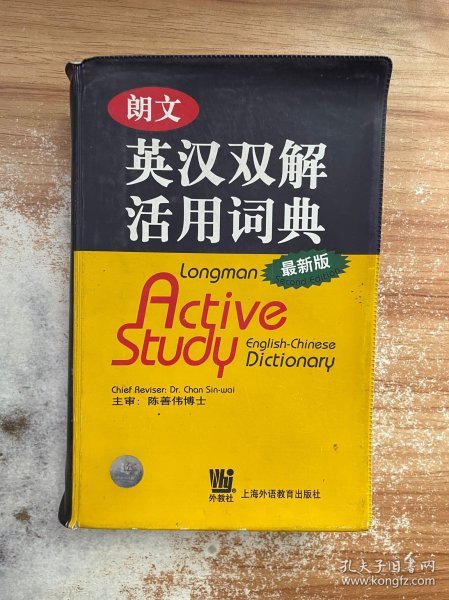 朗文
英汉双解
活用词典
Longman
最新版
Second Edition
Active
Study
English-Chinese
Dictionary
Chief Reviser: Dr. Chan Sin-wai
主审：陈善伟博士
外教社®
上海外语教育出版社
孔夫子旧书网
www.kongfz.com